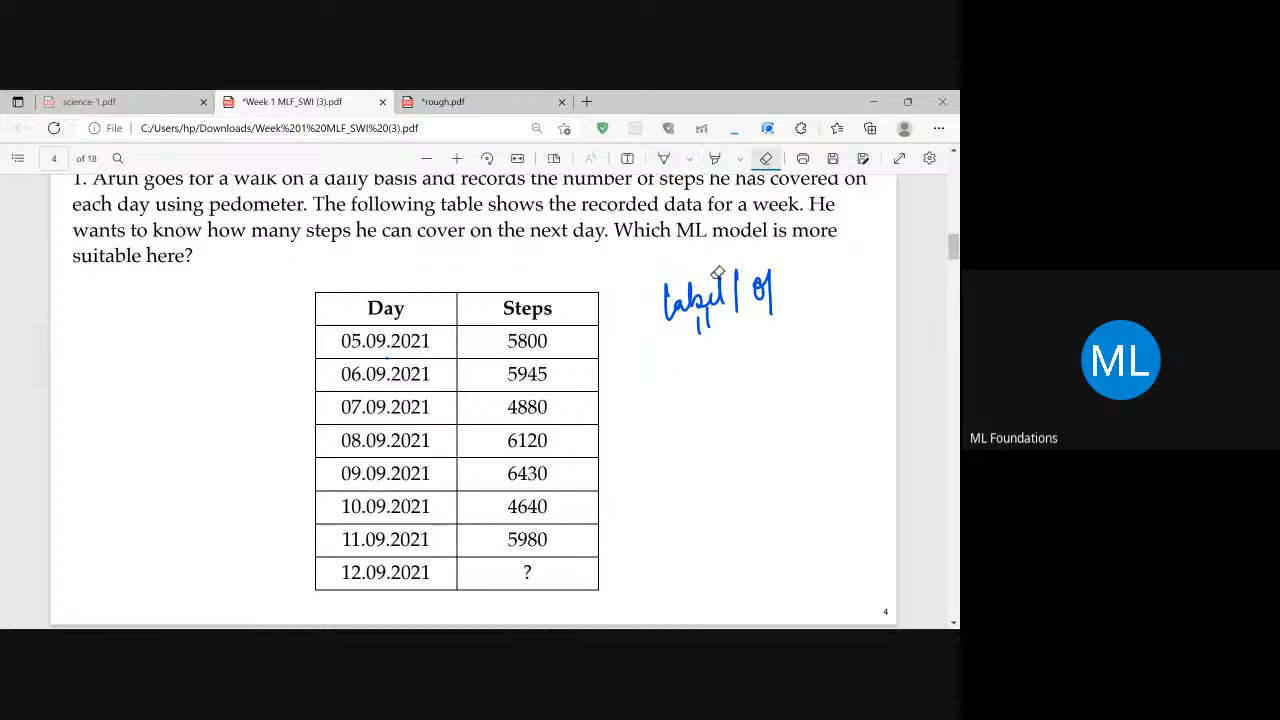 science-1.pdf
*Week 1 MLF_SWI (3).pdf
*rough.pdf
File
C:/Users/hp/Downloads/Week%201%20MLF_SWI%20(3).pdf
4 of 18
1. Arun goes for a walk on a daily basis and records the number of steps he has covered on
each day using pedometer. The following table shows the recorded data for a week. He
wants to know how many steps he can cover on the next day. Which ML model is more
suitable here?
Label
Day Steps
05.09.2021 5800
06.09.2021 5945
07.09.2021 4880
08.09.2021 6120
09.09.2021 6430
10.09.2021 4640
11.09.2021 5980
12.09.2021 ?
4
ML
ML Foundations